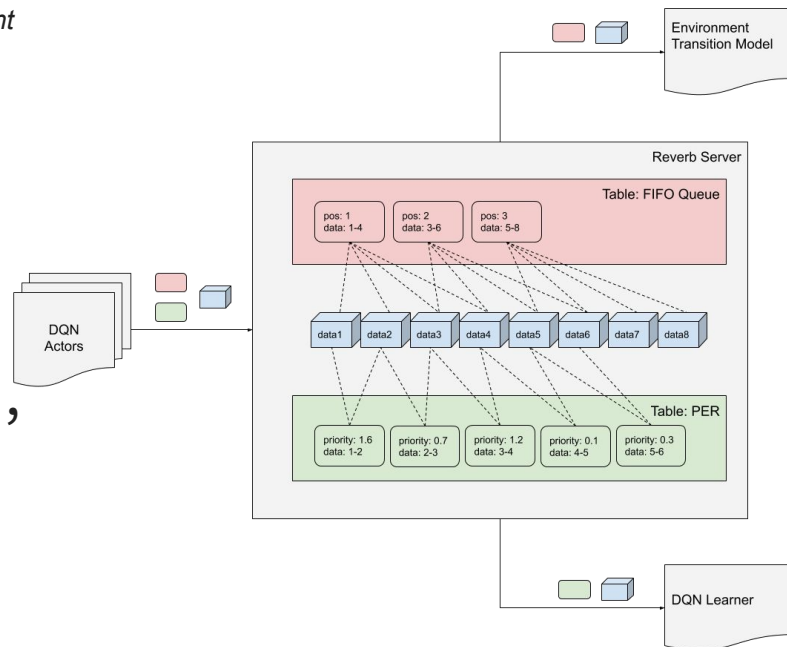 nt
Environment
Transition Model
Reverb Server
Table: FIFO Queue
pos: 1
data: 1-4
pos: 2
data: 3-6
pos: 3
data: 5-8
DQN
Actors
data1
data2
data3
data4
data5
data6
data7
data8
,
Table: PER
priority: 1.6
data: 1-2
priority: 0.7
data: 2-3
priority: 1.2
data: 3-4
priority: 0.1
data: 4-5
priority: 0.3
data: 5-6
DQN Learner